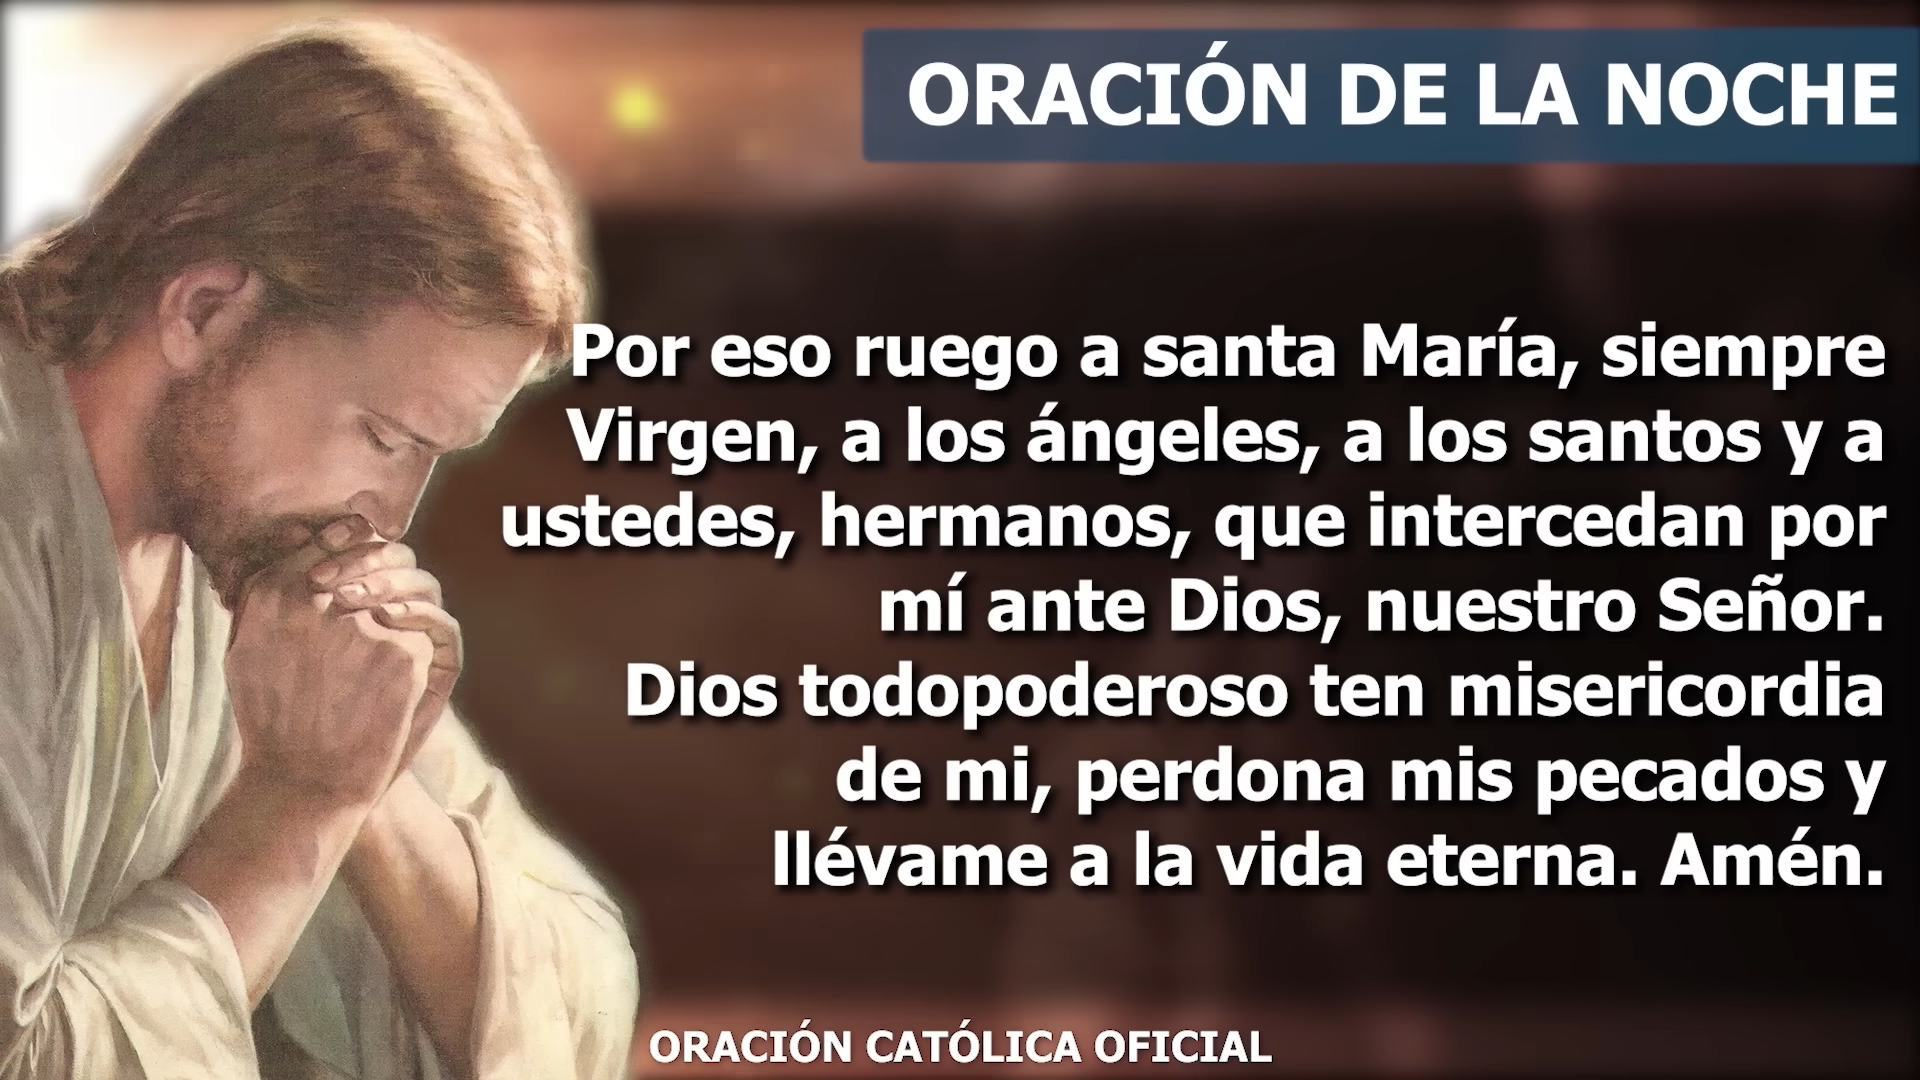 ORACIÓN DE LA NOCHE
Por eso ruego a santa María, siempre
Virgen, a los ángeles, a los santos y a
ustedes, hermanos, que intercedan por
mí ante Dios, nuestro Señor.
Dios todopoderoso ten misericordia
de mi, perdona mis pecados y
llévame a la vida eterna. Amén.
ORACIÓN CATÓLICA OFICIAL